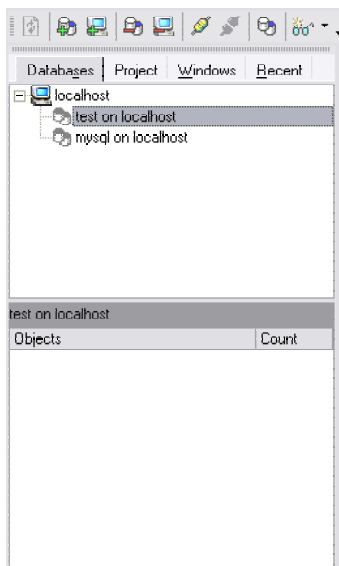 Databases Project Windows Recent
localhost
test on localhost
mysql on localhost
test on localhost
Objects Count